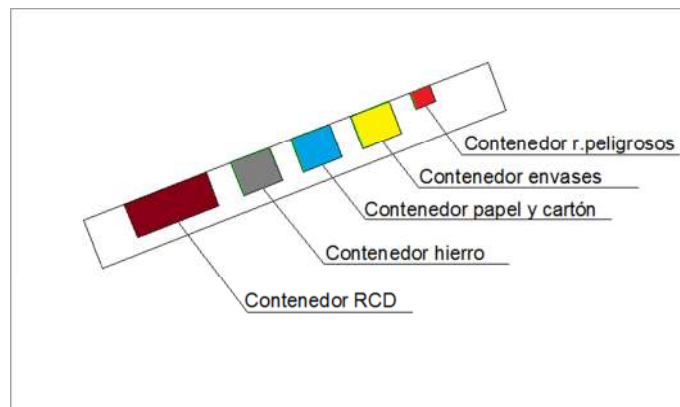 Contenedor r.peligrosos
Contenedor envases
Contenedor papel y cartón
Contenedor hierro
Contenedor RCD